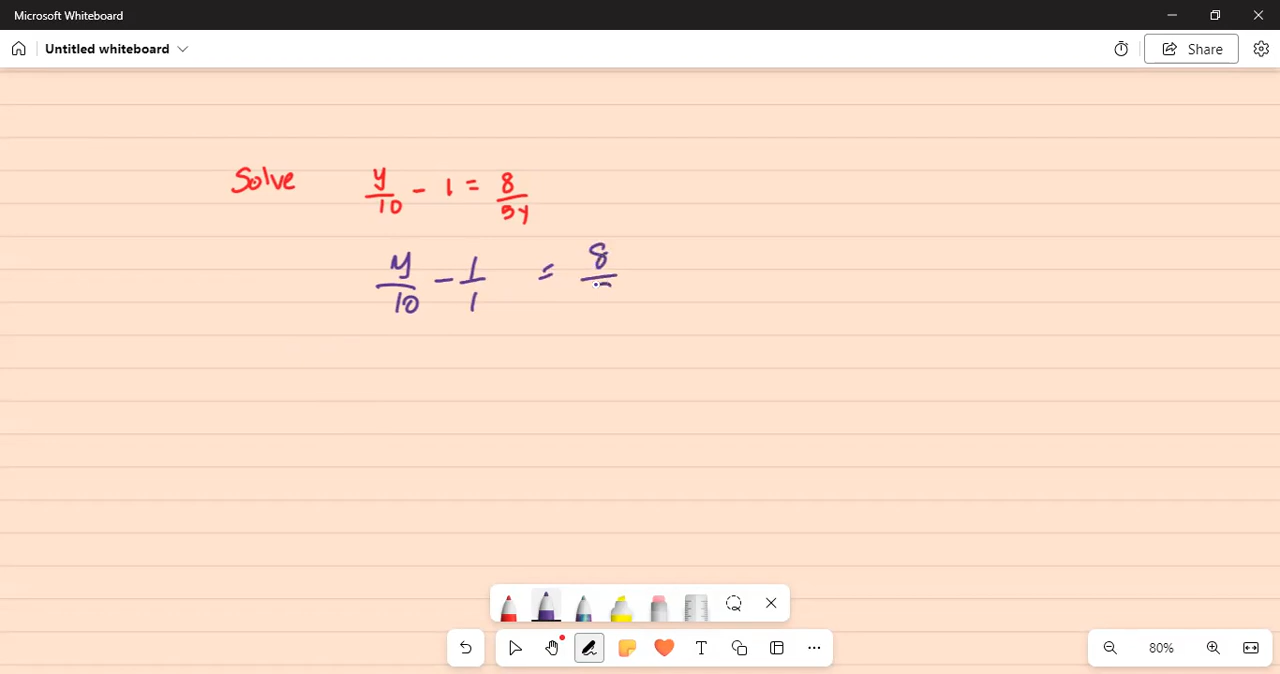 Microsoft Whiteboard
Untitled whiteboard
Share
Solve y/10 - 1 = 8/5y
y/10 - 1/1 = 8/
80%